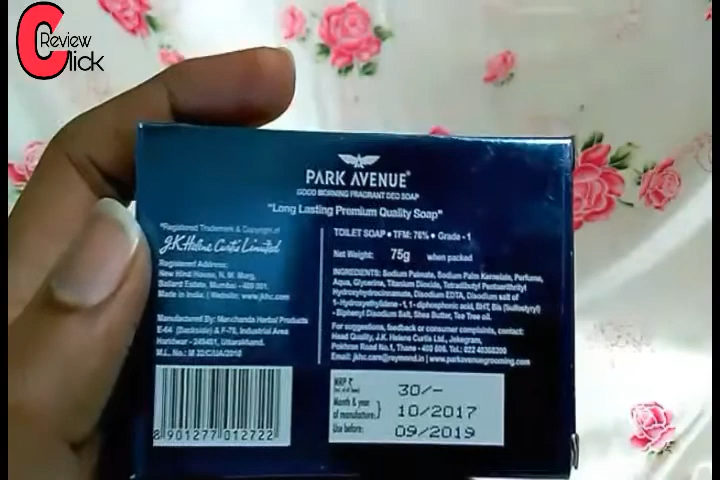 Review
Click
PARK AVENUE®
GOOD MORNING FRAGRANT DEO SOAP
"Long Lasting Premium Quality Soap"
*Registered Trademark & Copyright of
J.K. Helene Curtis Limited
Registered Address:
New Hind House, N. M. Marg,
Ballard Estate, Mumbai - 400 001.
Made in India. | Website: www.jkhc.com
Manufactured By: Manchanda Herbal Products
E-64 (Backside) & F-79, Industrial Area
Haridwar - 249401, Uttarakhand.
8 901277 012722
TOILET SOAP • TFM: 76% • Grade - 1
Net Weight: 75g when packed
INGREDIENTS: Sodium Palmate, Sodium Palm Kernelate, Perfume,
Aqua, Glycerine, Titanium Dioxide, Tetradibutyl Pentaerithrityl
Hydroxyhydrocinnamate, Disodium EDTA, Disodium salt of
1-Hydroxyethylidene -1, 1-diphosphonic acid, BHT, Bis (Sulfostyryl)
- Biphenyl Disodium Salt, Shea Butter, Tea Tree oil.
For suggestions, feedback or consumer complaints, contact:
Head Quality, J.K. Helene Curtis Ltd., Jekegram,
Pokhran Road No.1, Thane - 400 606. Tel.: 022
Email: jkhc.care@raymond.in | www.parkavenuegrooming.com
MRP ₹ 30/-
Month & year
of manufacture: } 10/2017
Use before: 09/2019